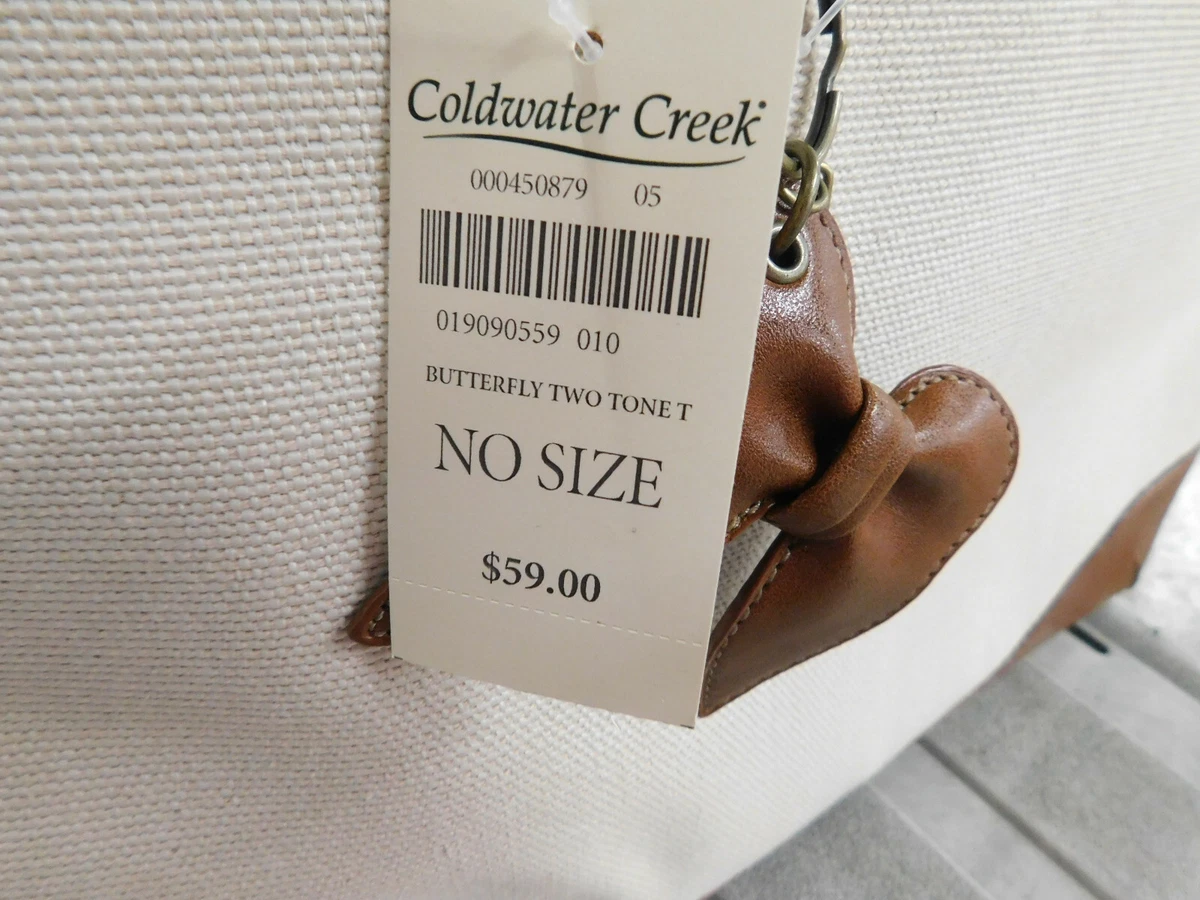 Coldwater Creek
000450879 05
019090559 010
BUTTERFLY TWO TONE T
NO SIZE
$59.00